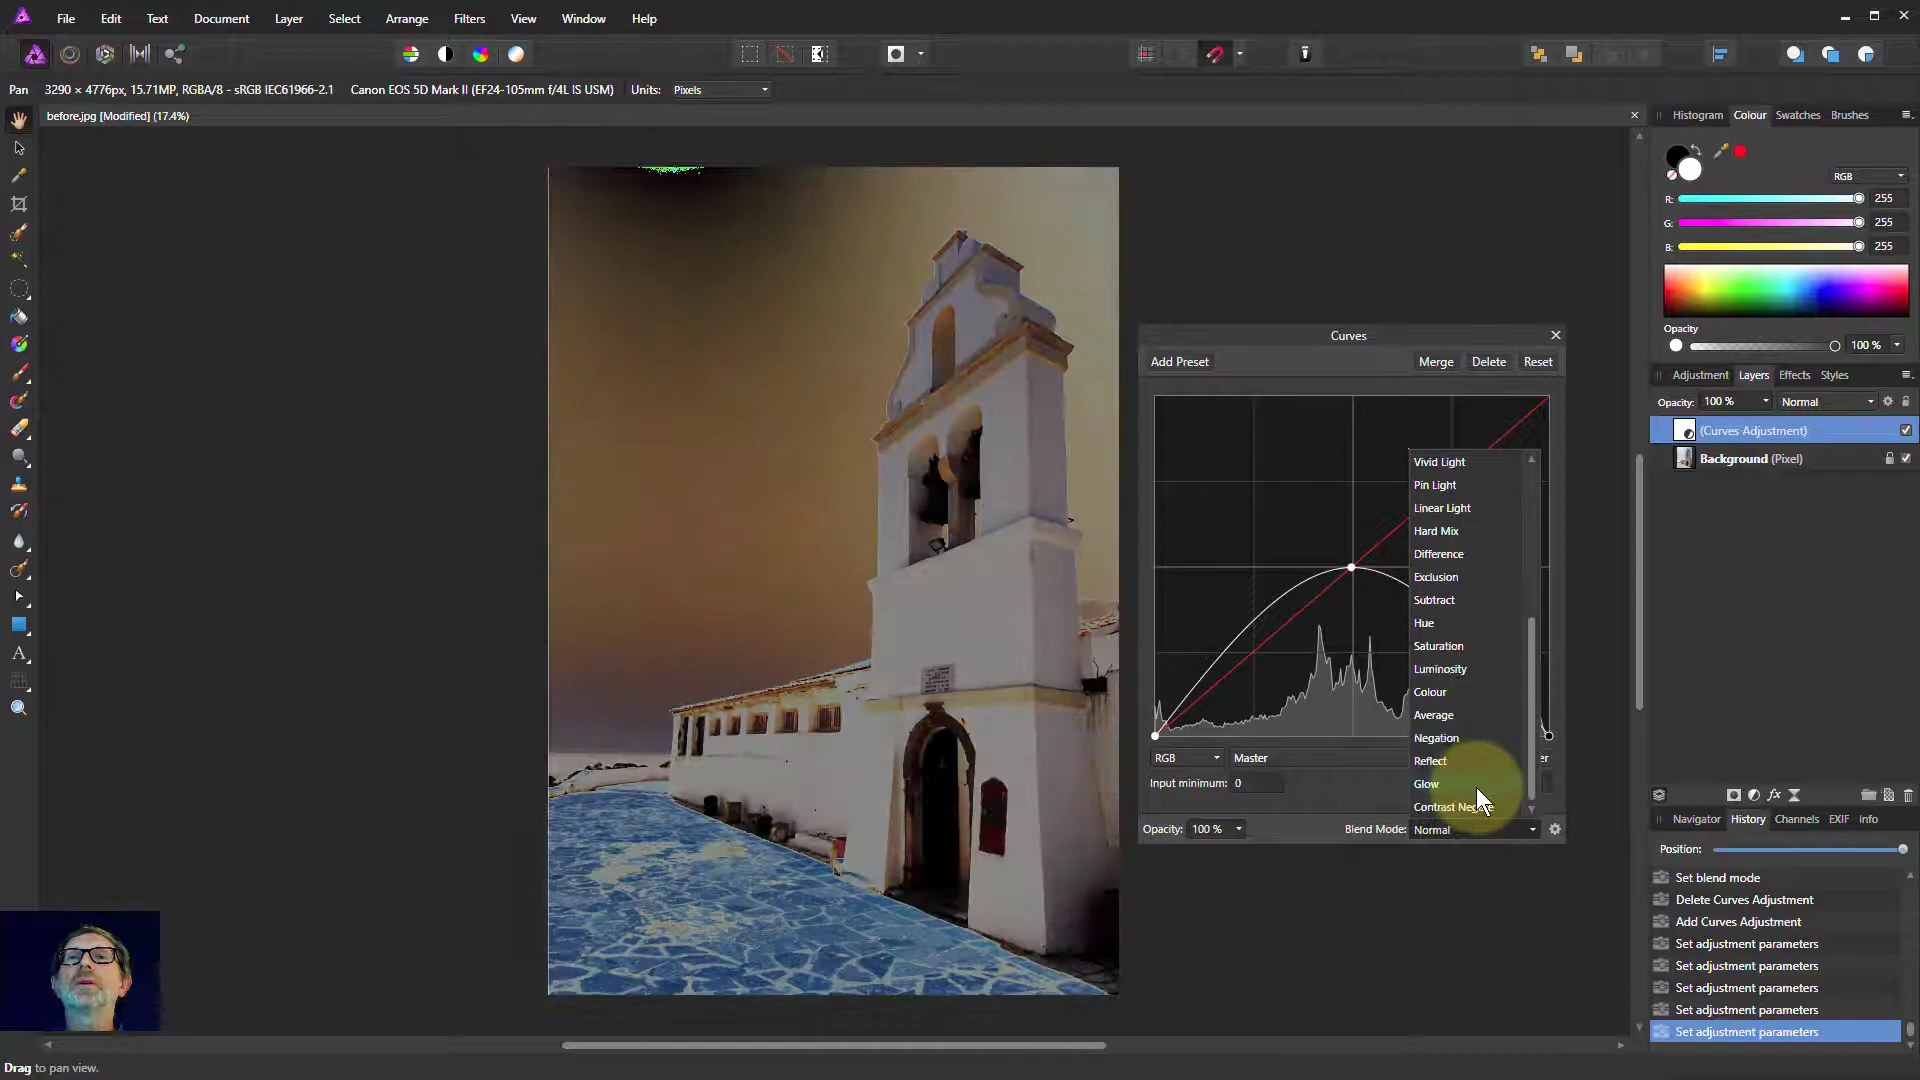 File Edit Text Document Layer Select Arrange Filters View Window Help
Pan 3290 × 4776px, 15.71MP, RGBA/8 - sRGB IEC61966-2.1 Canon EOS 5D Mark II (EF24-105mm f/4L IS USM) Units: Pixels
before.jpg [Modified] (17.4%)
Histogram Colour Swatches Brushes
RGB
R: 255
G: 255
B: 255
Opacity
100 %
Adjustment Layers Effects Styles
Opacity: 100 % Normal
(Curves Adjustment)
Background (Pixel)
Curves
Add Preset Merge Delete Reset
Vivid Light
Pin Light
Linear Light
Hard Mix
Difference
Exclusion
Subtract
Hue
Saturation
Luminosity
Colour
Average
Negation
Reflect
Glow
Contrast
RGB Master
Input minimum: 0
Opacity: 100 % Blend Mode: Normal
Navigator History Channels EXIF Info
Position:
Set blend mode
Delete Curves Adjustment
Add Curves Adjustment
Set adjustment parameters
Set adjustment parameters
Set adjustment parameters
Set adjustment parameters
Set adjustment parameters
Drag to pan view.